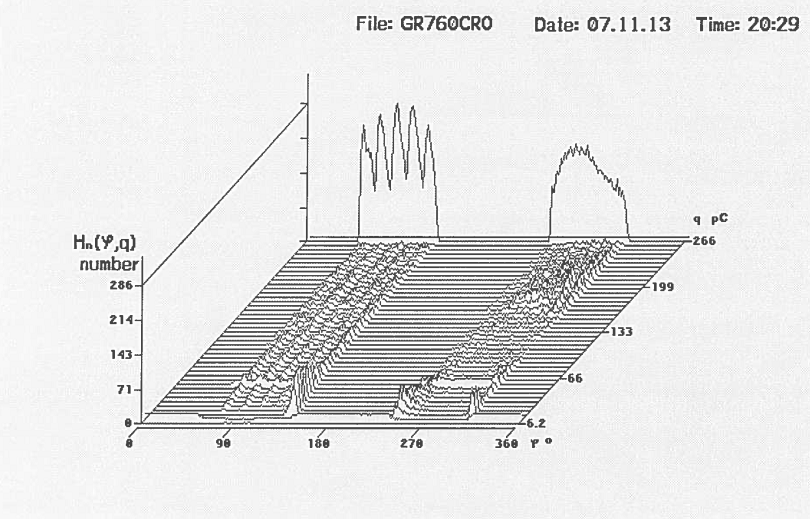 File: GR760CRO Date: 07.11.13 Time: 20:29
q pC
Hn(φ,q)
number
266
286
199
214
133
143
66
71
0
6.2
0 90 180 270 360 φ °